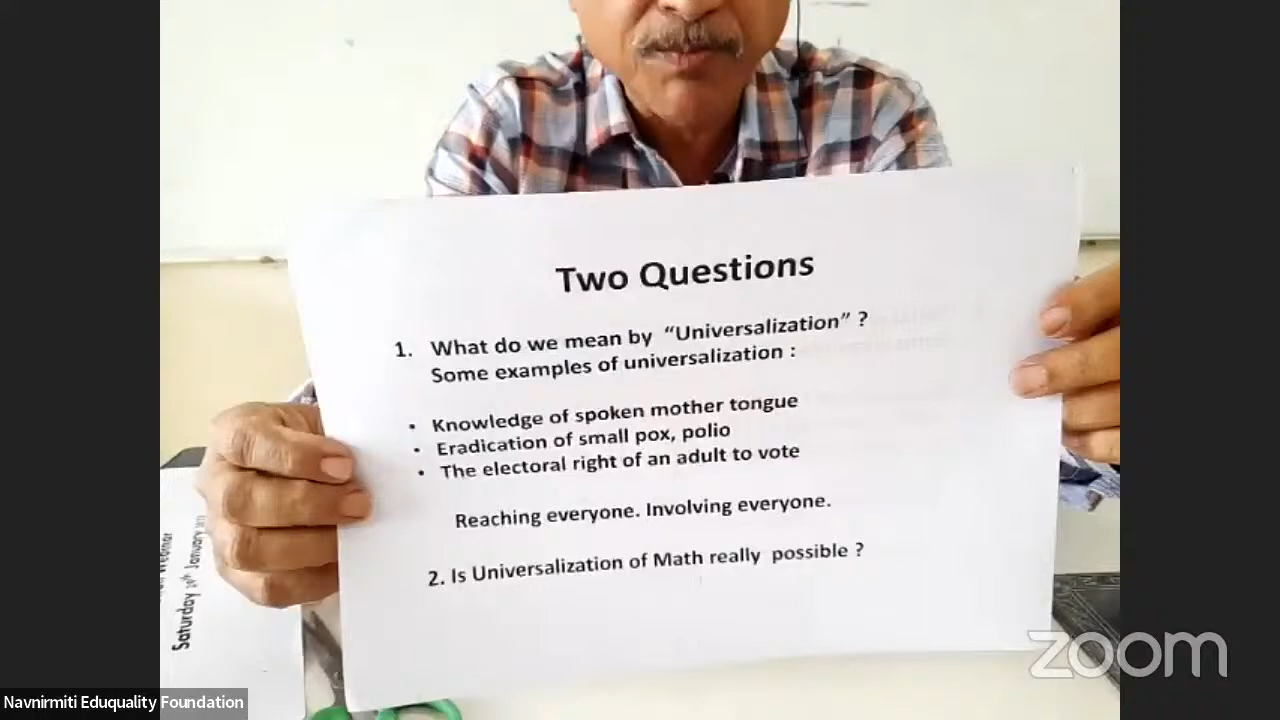 Two Questions
1. What do we mean by “Universalization” ?
Some examples of universalization :
• Knowledge of spoken mother tongue
• Eradication of small pox, polio
• The electoral right of an adult to vote
Reaching everyone. Involving everyone.
2. Is Universalization of Math really possible ?
Saturday January
zoom
Navnirmiti Eduquality Foundation